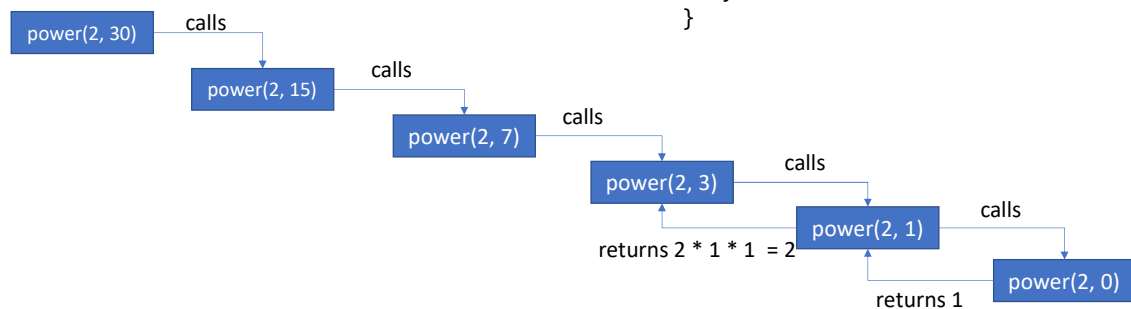 }
power(2, 30)
calls
power(2, 15)
calls
power(2, 7)
calls
power(2, 3)
calls
power(2, 1)
calls
returns 2 * 1 * 1  = 2
power(2, 0)
returns 1